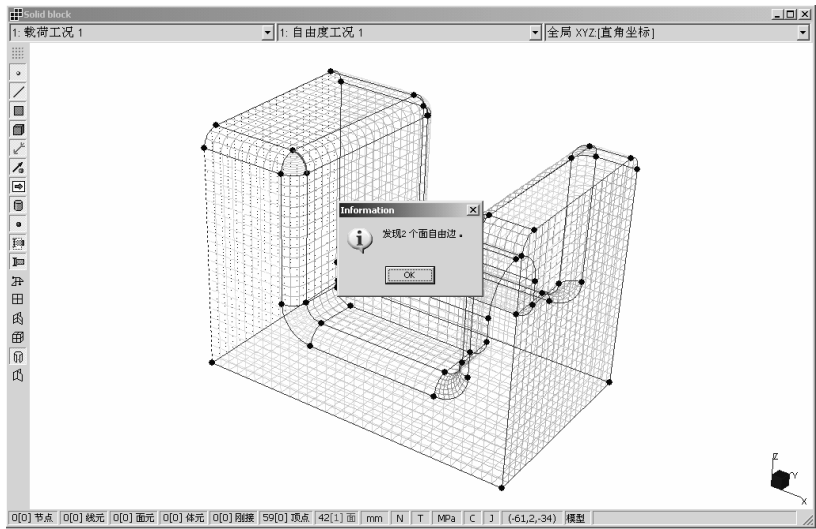 Solid block
1: 载荷工况 1
1: 自由度工况 1
全局 XYZ[直角坐标]
Information
发现2 个面自由边。
OK
Z
Y
X
0[0] 节点 0[0] 线元 0[0] 面元 0[0] 体元 0[0] 刚接 59[0] 顶点 42[1] 面 mm N T MPa C J (-61,2,-34) 模型